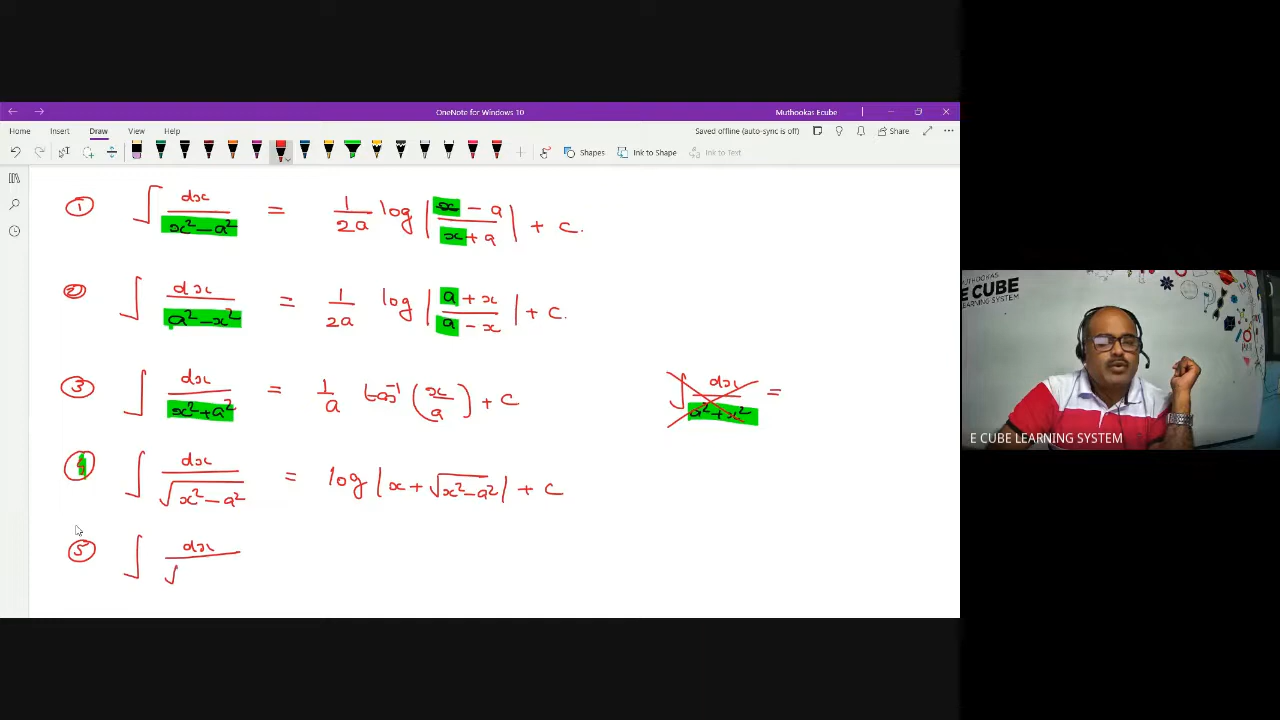 OneNote for Windows 10
Muthookas Ecube
Home Insert Draw View Help
Saved offline (auto-sync is off)
Share
Shapes
Ink to Shape
Ink to Text
① ∫ dx / (x² − a²) = 1/2a log |(x − a)/(x + a)| + c.
② ∫ dx / (a² − x²) = 1/2a log |(a + x)/(a − x)| + c.
③ ∫ dx / (x² + a²) = 1/a tan⁻¹ (x/a) + c
∫ dx / (a² + x²) =
④ ∫ dx / √(x² − a²) = log |x + √(x² − a²)| + c
⑤ ∫ dx / √
MUTHOOKAS
E CUBE
LEARNING SYSTEM
E CUBE LEARNING SYSTEM